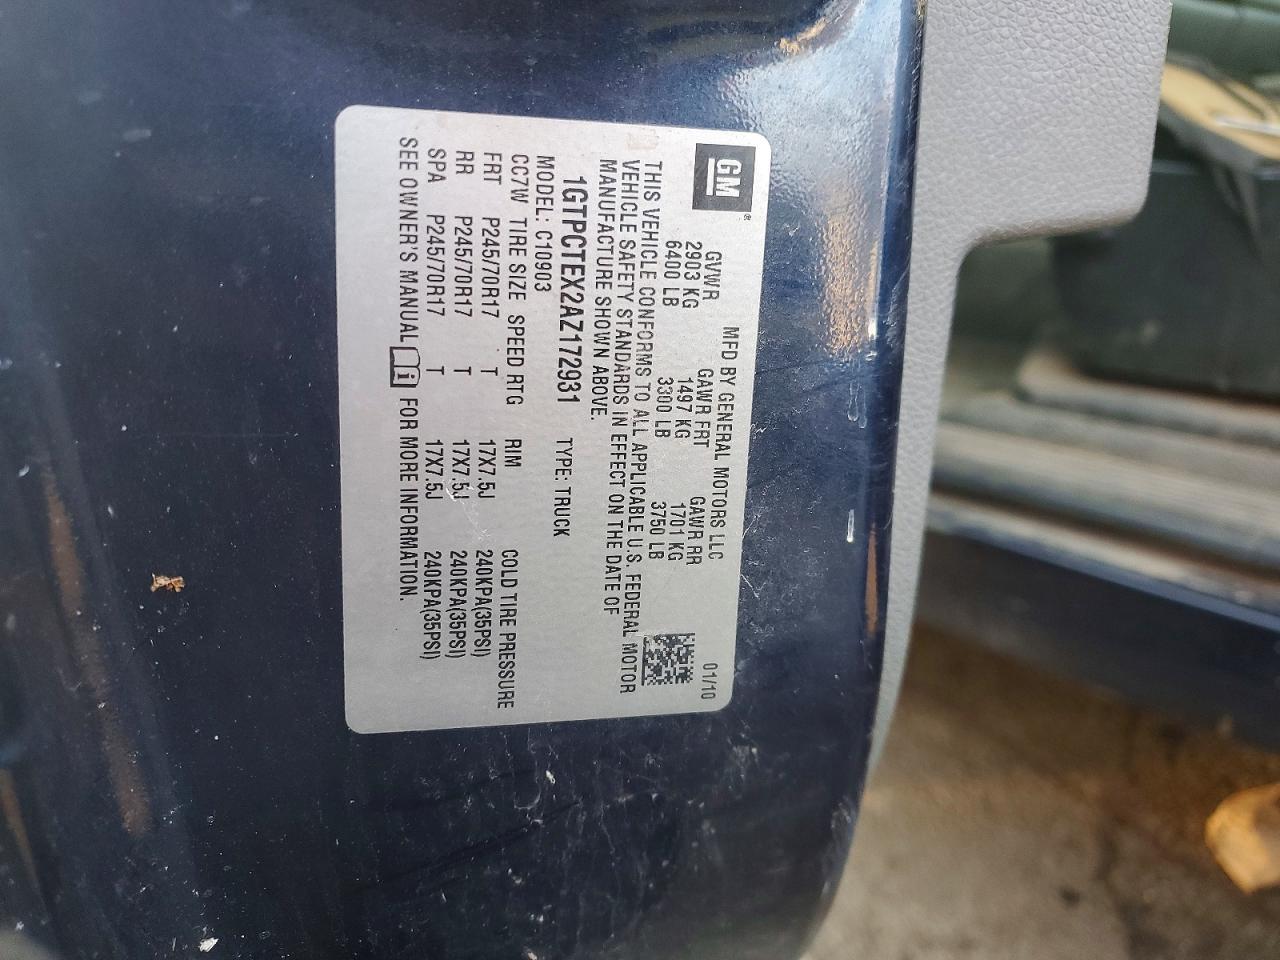 GM®
MFD BY GENERAL MOTORS LLC 01/10
GVWR GAWR FRT GAWR RR
2903 KG 1497 KG 1701 KG
6400 LB 3300 LB 3750 LB
THIS VEHICLE CONFORMS TO ALL APPLICABLE U.S. FEDERAL MOTOR
VEHICLE SAFETY STANDARDS IN EFFECT ON THE DATE OF
MANUFACTURE SHOWN ABOVE.
1GTPCTEX2AZ172931 TYPE: TRUCK
MODEL: C10903
CC7W TIRE SIZE SPEED RTG RIM COLD TIRE PRESSURE
FRT P245/70R17 T 17X7.5J 240KPA(35PSI)
RR P245/70R17 T 17X7.5J 240KPA(35PSI)
SPA P245/70R17 T 17X7.5J 240KPA(35PSI)
SEE OWNER'S MANUAL FOR MORE INFORMATION.